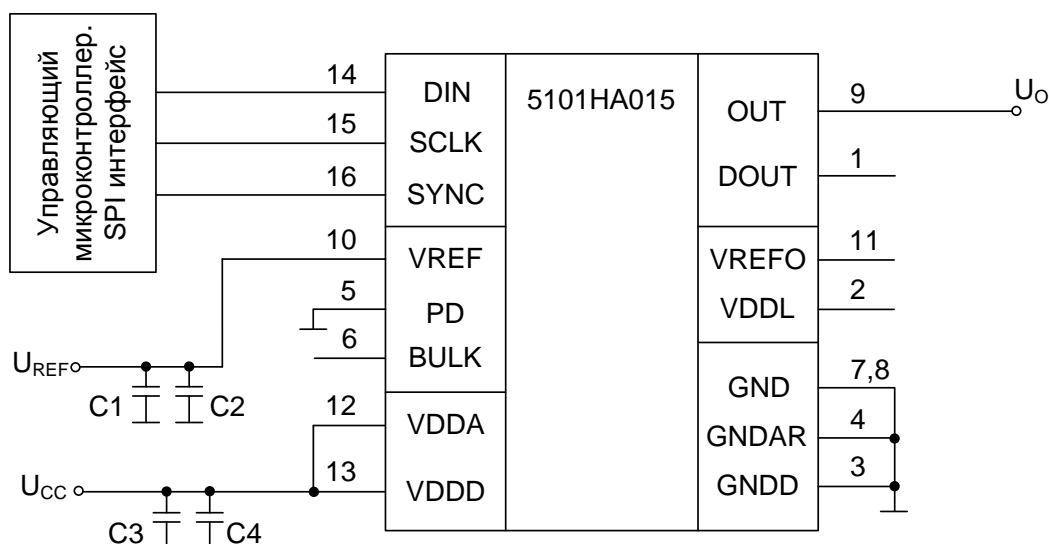 Управляющий
микроконтроллер.
SPI интерфейс
14
15
16
10
5
6
12
13
DIN
SCLK
SYNC
VREF
PD
BULK
VDDA
VDDD
5101НА015
OUT
DOUT
VREFO
VDDL
GND
GNDAR
GNDD
9
1
11
2
7,8
4
3
UO
UREF
C1
C2
UCC
C3
C4